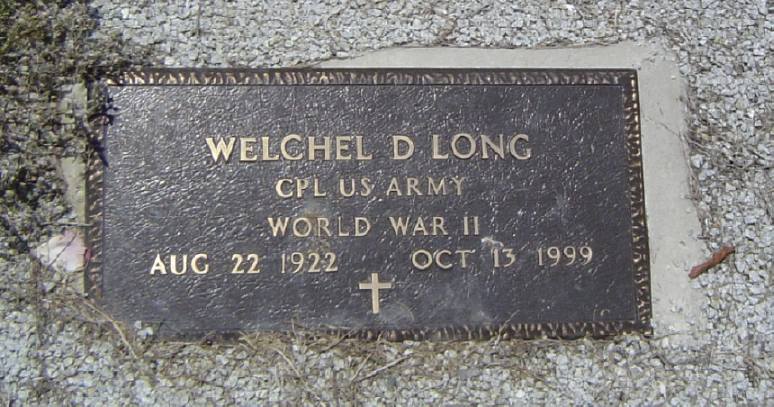 WELCHEL D LONG
CPL US ARMY
WORLD WAR II
AUG 22 1922 OCT 13 1999